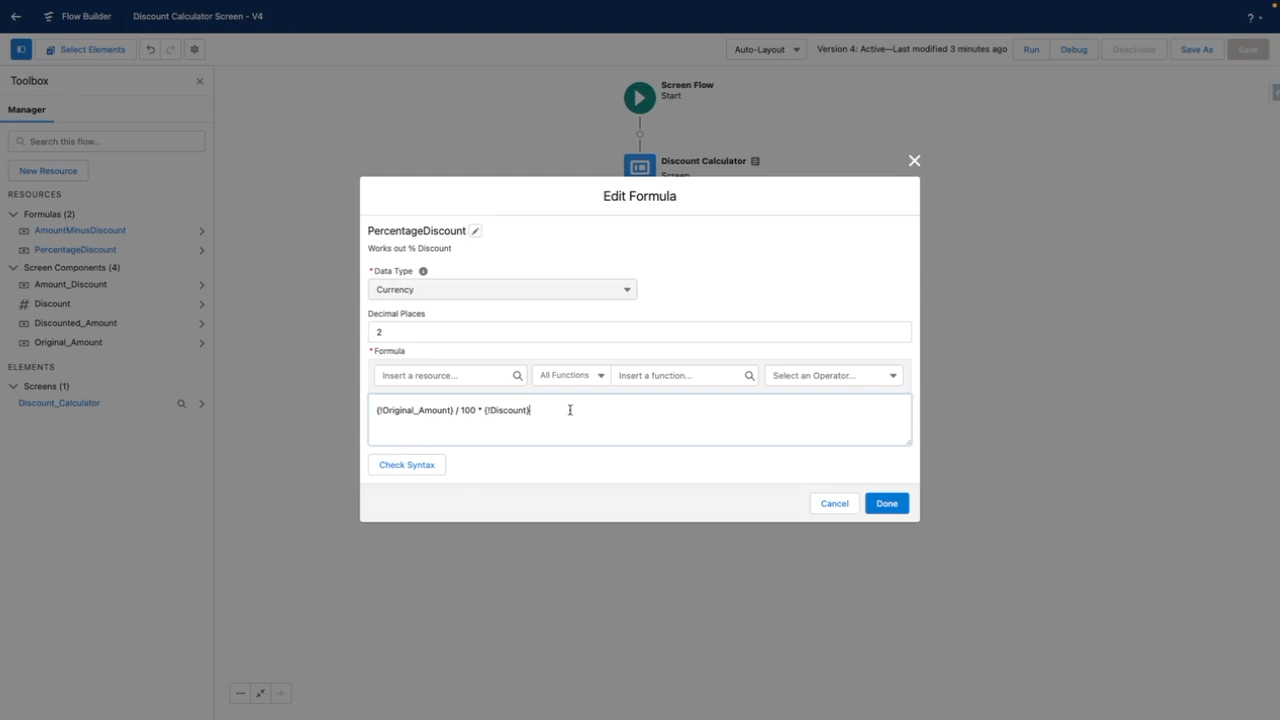 Flow Builder
Discount Calculator Screen - V4
?
Select Elements
Auto-Layout
Version 4: Active—Last modified 3 minutes ago
Run
Debug
Deactivate
Save As
Save
Toolbox
Manager
Search this flow...
New Resource
RESOURCES
Formulas (2)
AmountMinusDiscount
PercentageDiscount
Screen Components (4)
Amount_Discount
Discount
Discounted_Amount
Original_Amount
ELEMENTS
Screens (1)
Discount_Calculator
Screen Flow
Start
Discount Calculator
Screen
Edit Formula
PercentageDiscount
Works out % Discount
* Data Type
Currency
Decimal Places
2
* Formula
Insert a resource...
All Functions
Insert a function...
Select an Operator...
{!Original_Amount} / 100 * {!Discount}
Check Syntax
Cancel
Done